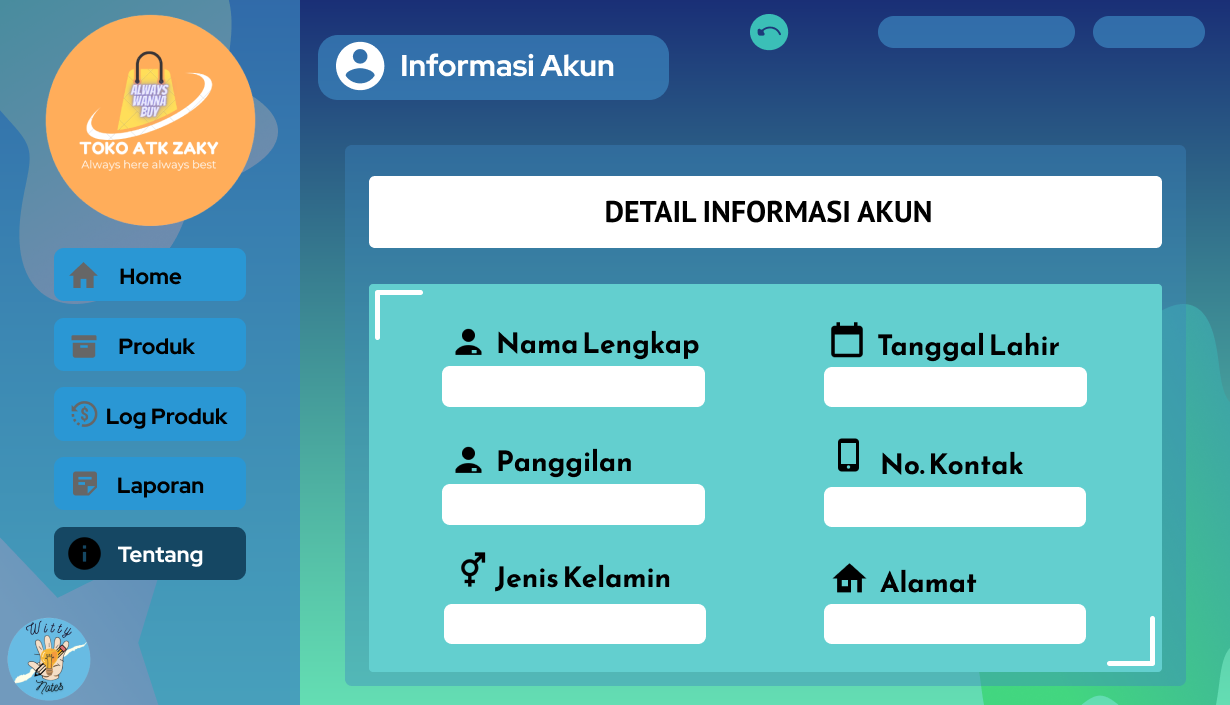 ALWAYS
WANNA
BUY
TOKO ATK ZAKY
Always here always best
Home
Produk
Log Produk
Laporan
Tentang
Witty
Notes
Informasi Akun
DETAIL INFORMASI AKUN
Nama Lengkap
Tanggal Lahir
Panggilan
No. Kontak
Jenis Kelamin
Alamat